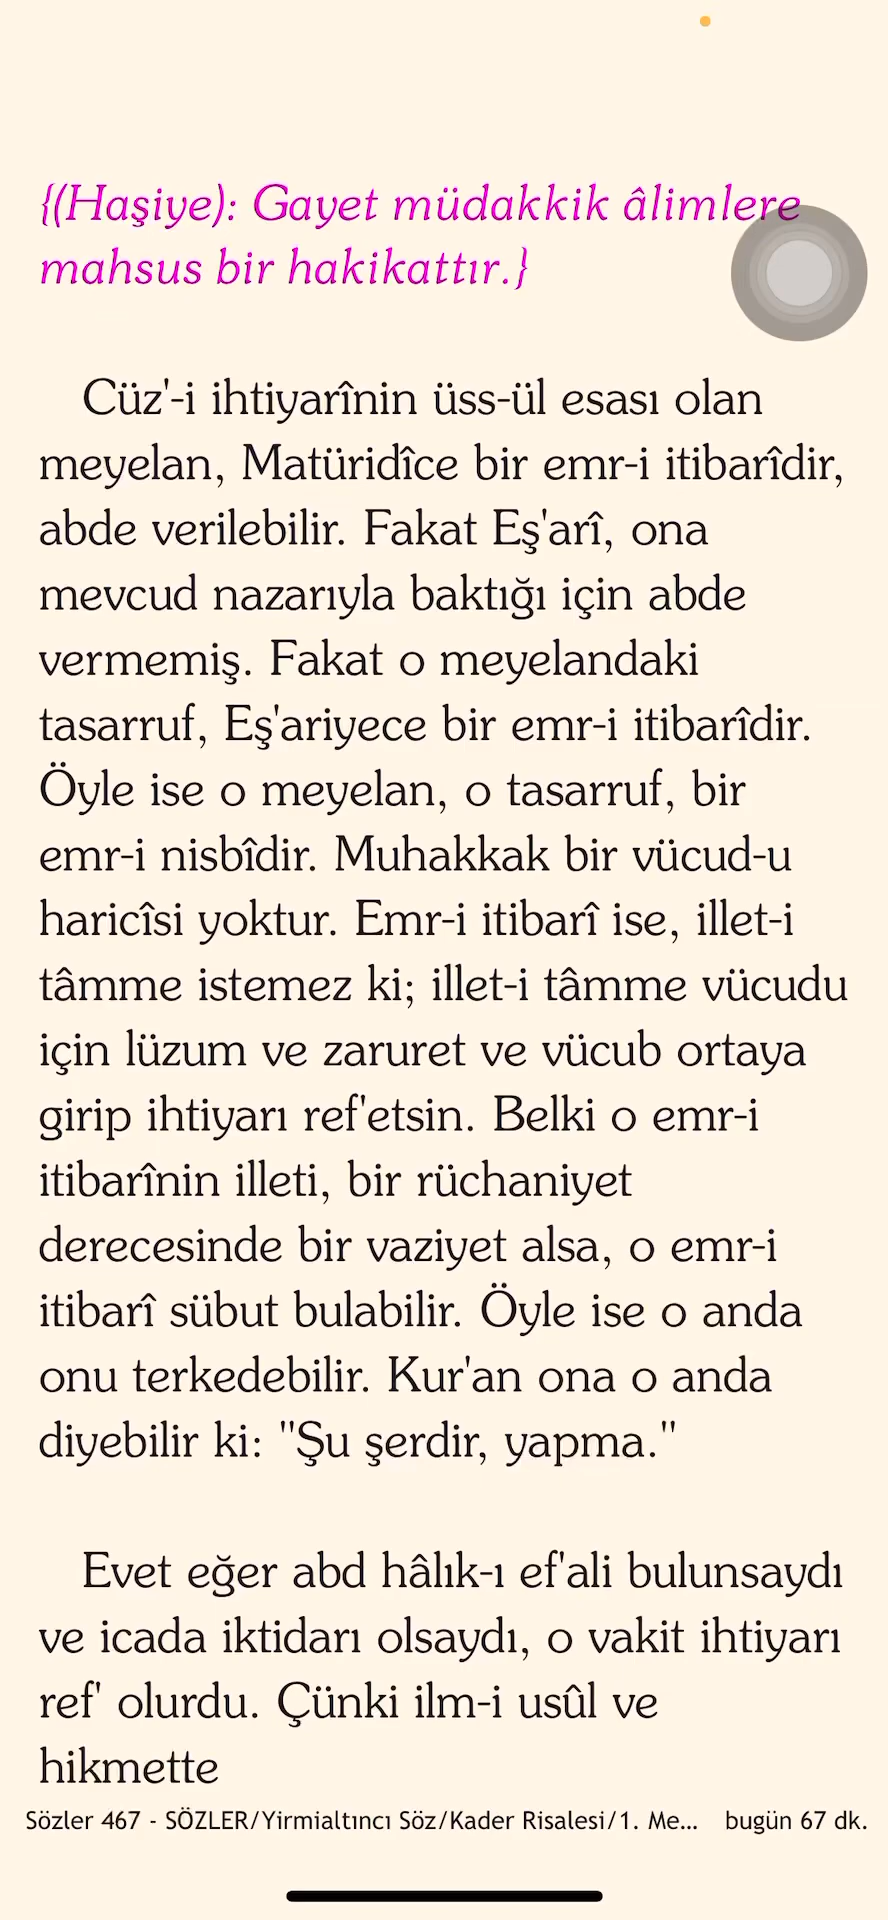 {(Haşiye): Gayet müdakkik âlimlere
mahsus bir hakikattır.}
Cüz'-i ihtiyarînin üss-ül esası olan
meyelan, Matüridîce bir emr-i itibarîdir,
abde verilebilir. Fakat Eş'arî, ona
mevcud nazarıyla baktığı için abde
vermemiş. Fakat o meyelandaki
tasarruf, Eş'ariyece bir emr-i itibarîdir.
Öyle ise o meyelan, o tasarruf, bir
emr-i nisbîdir. Muhakkak bir vücud-u
haricîsi yoktur. Emr-i itibarî ise, illet-i
tâmme istemez ki; illet-i tâmme vücudu
için lüzum ve zaruret ve vücub ortaya
girip ihtiyarı ref'etsin. Belki o emr-i
itibarînin illeti, bir rüchaniyet
derecesinde bir vaziyet alsa, o emr-i
itibarî sübut bulabilir. Öyle ise o anda
onu terkedebilir. Kur'an ona o anda
diyebilir ki: "Şu şerdir, yapma."
Evet eğer abd hâlık-ı ef'ali bulunsaydı
ve icada iktidarı olsaydı, o vakit ihtiyarı
ref' olurdu. Çünki ilm-i usûl ve
hikmette
Sözler 467 - SÖZLER/Yirmialtıncı Söz/Kader Risalesi/1. Me... bugün 67 dk.